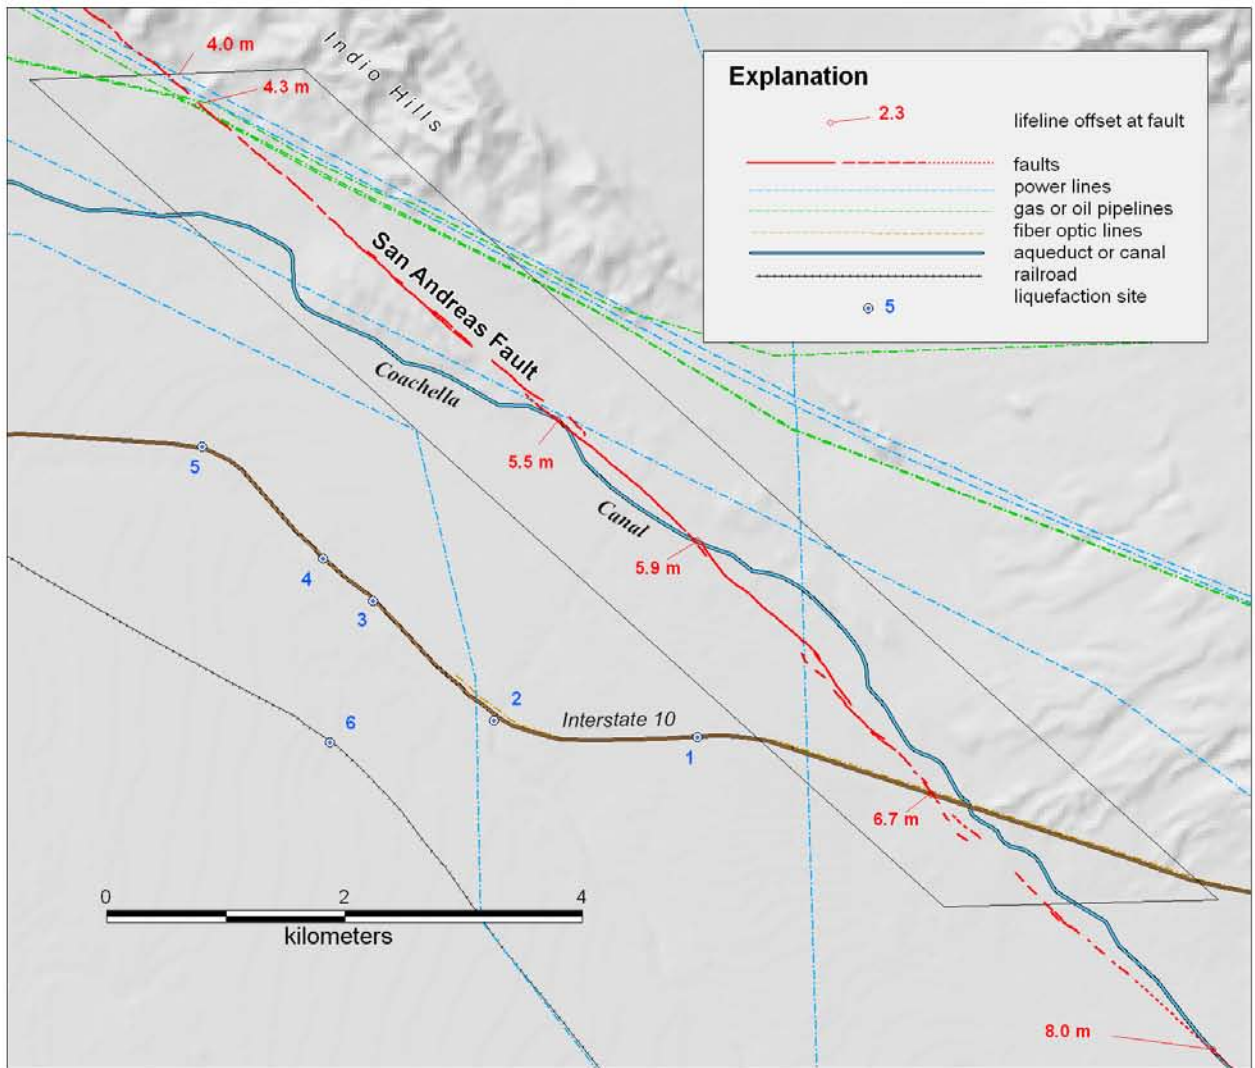 4.0 m
Indio Hills
4.3 m
Explanation
2.3
lifeline offset at fault
faults
power lines
gas or oil pipelines
fiber optic lines
aqueduct or canal
railroad
liquefaction site
5
San Andreas Fault
Coachella
5.5 m
5
Canal
4
5.9 m
3
2
Interstate 10
6
1
6.7 m
0 2 4
kilometers
8.0 m